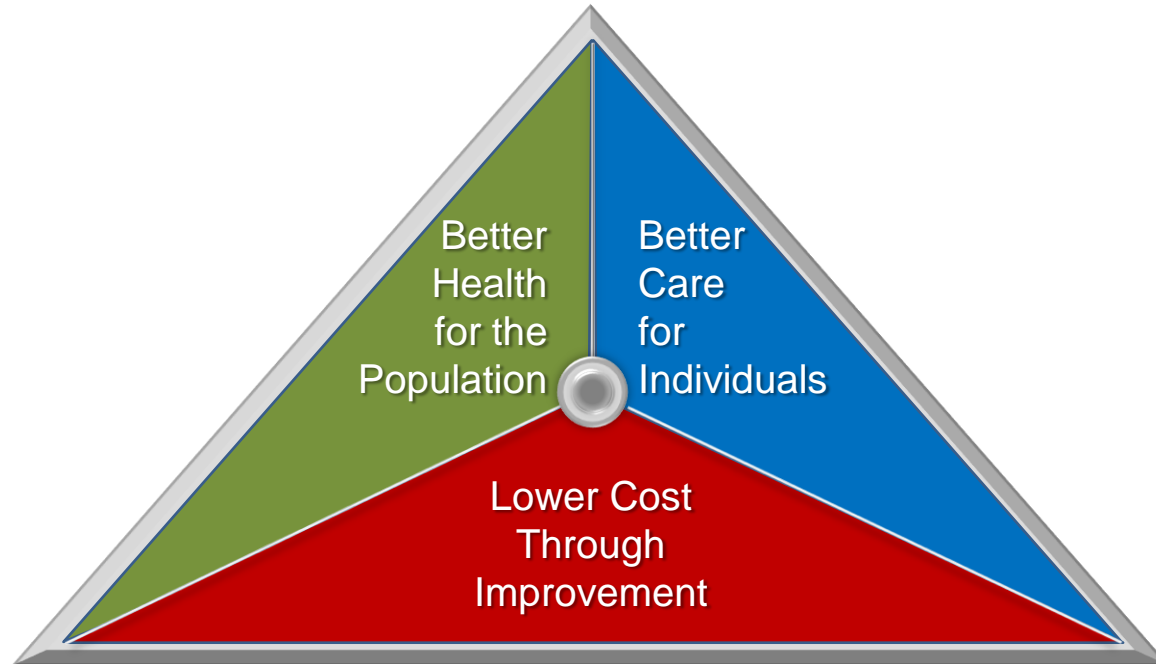 Better
Health
for the
Population
Better
Care
for
Individuals
Lower Cost
Through
Improvement